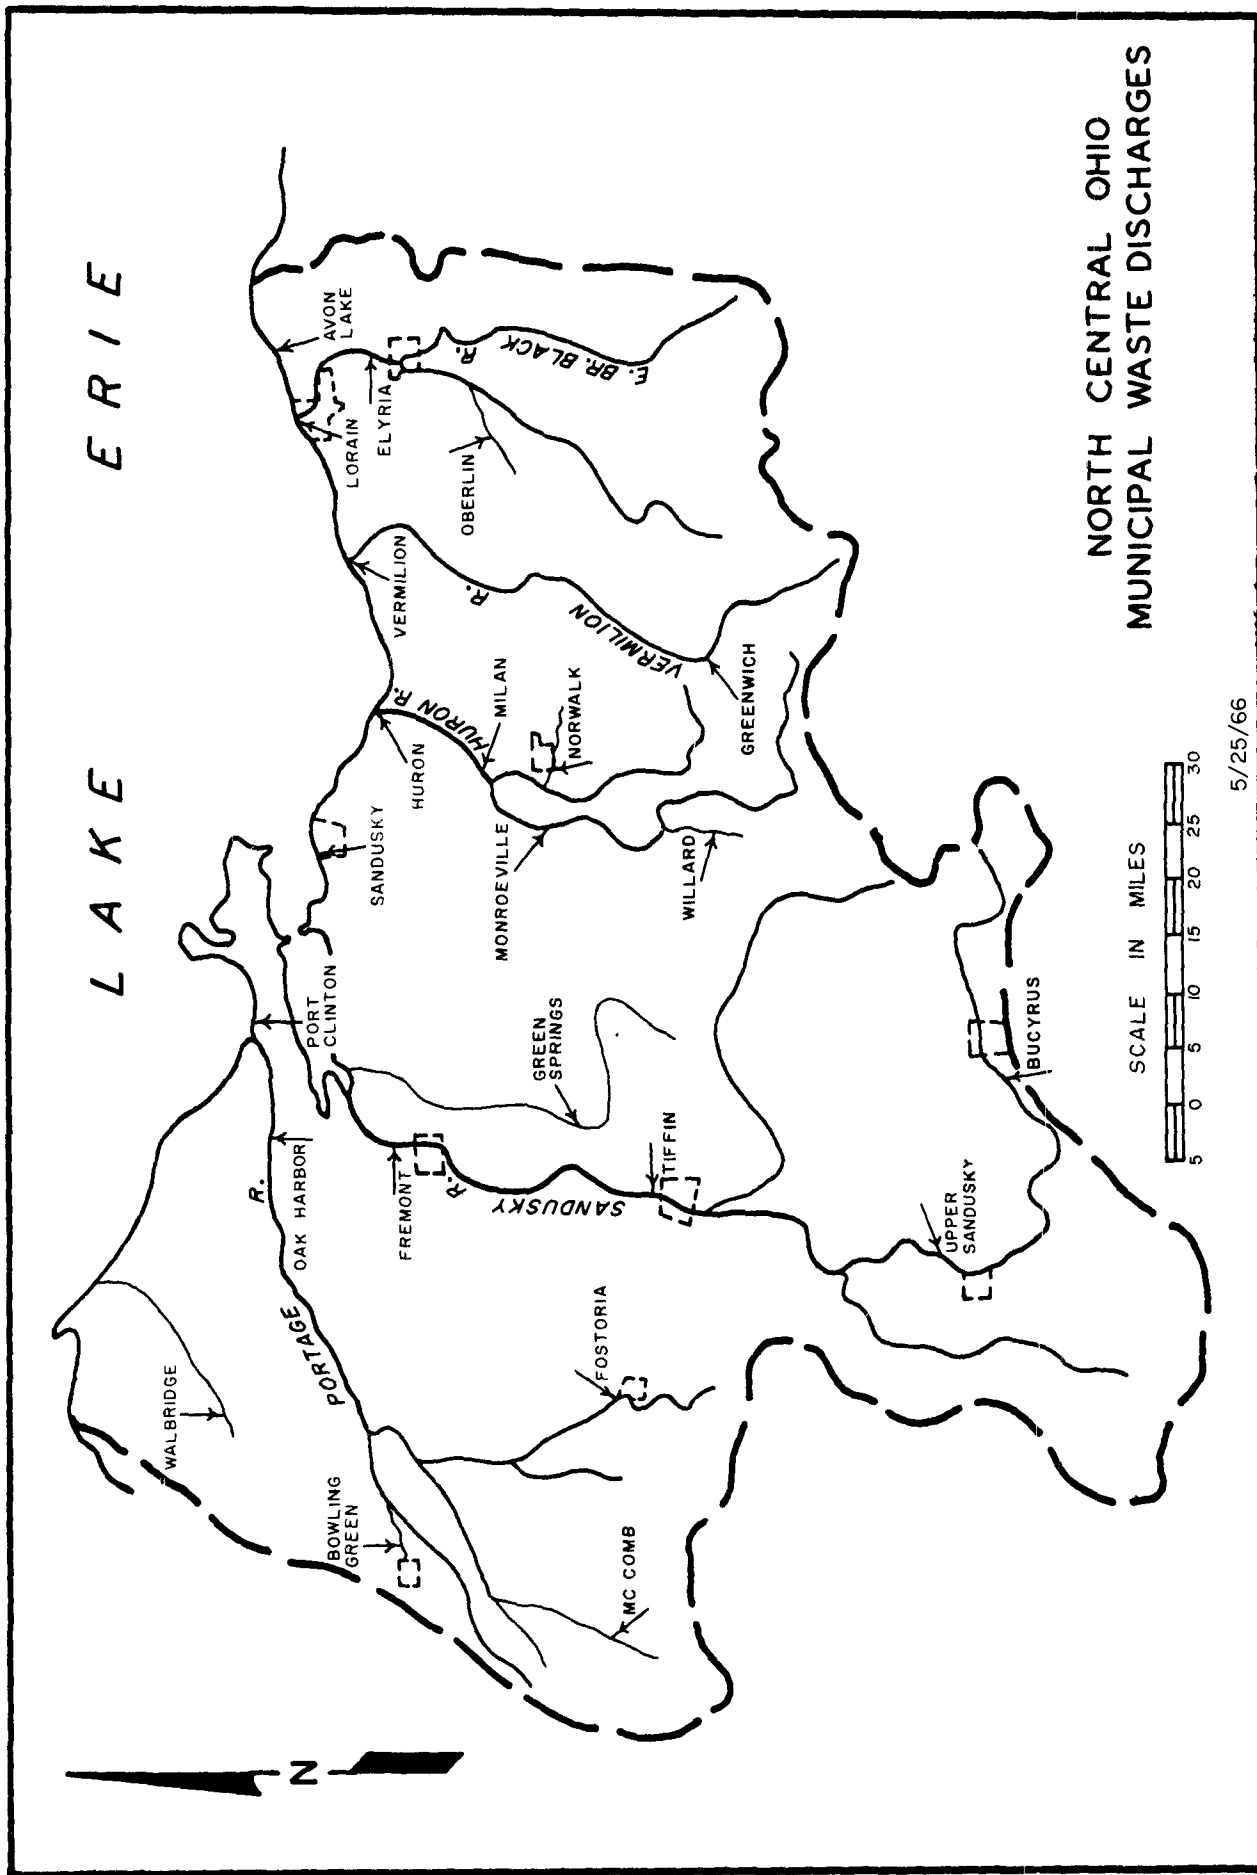 LAKE ERIE
WALBRIDGE
BOWLING
GREEN
PORTAGE R.
OAK HARBOR
PORT
CLINTON
SANDUSKY
HURON
VERMILION
LORAIN
AVON
LAKE
ELYRIA
FREMONT
SANDUSKY R.
GREEN
SPRINGS
HURON R.
MILAN
NORWALK
MONROEVILLE
VERMILION R.
OBERLIN
E. BR. BLACK R.
MC COMB
FOSTORIA
TIFFIN
WILLARD
GREENWICH
UPPER
SANDUSKY
BUCYRUS
N
SCALE IN MILES
5 0 5 10 15 20 25 30
NORTH CENTRAL OHIO
MUNICIPAL WASTE DISCHARGES
5/25/66